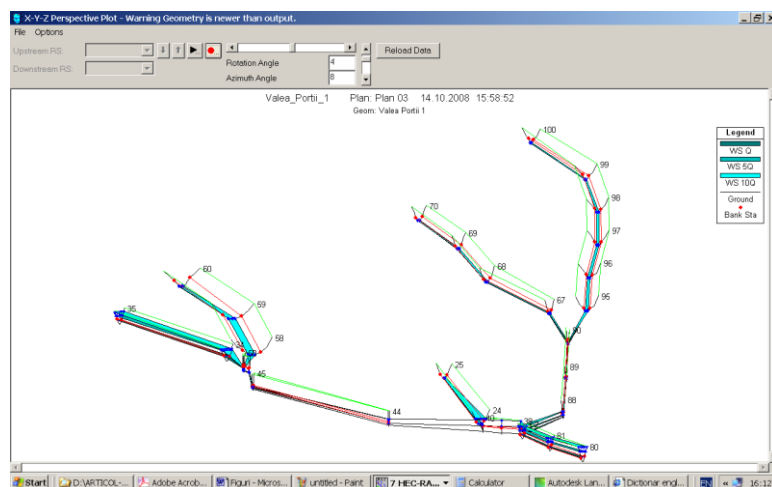 X-Y-Z Perspective Plot - Warning Geometry is newer than output.
File Options
Upstream RS:
Downstream RS:
Rotation Angle 4
Azimuth Angle 8
Reload Data
Valea_Portii_1 Plan: Plan 03 14.10.2008 15:58:52
Geom: Valea Portii 1
Legend
WS Q
WS 5Q
WS 10Q
Ground
Bank Sta
100
99
98
97
96
95
70
69
68
67
60
59
58
35
45
44
25
24
89
88
81
80
Start D:\ARTICOL-... Adobe Acrob... Figuri - Micros... untitled - Paint 7 HEC-RA... Calculator Autodesk Lan... Dictionar engl... 16:12